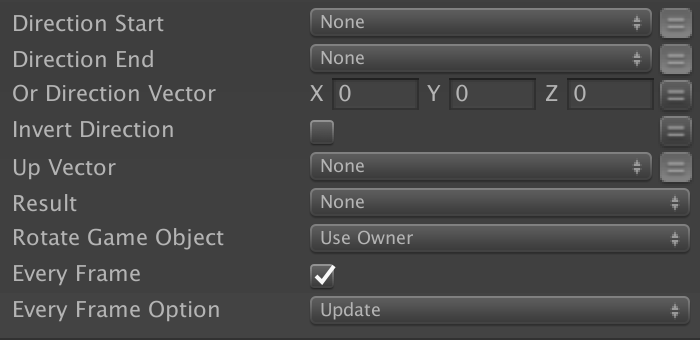 Direction Start None
Direction End None
Or Direction Vector X 0 Y 0 Z 0
Invert Direction
Up Vector None
Result None
Rotate Game Object Use Owner
Every Frame
Every Frame Option Update